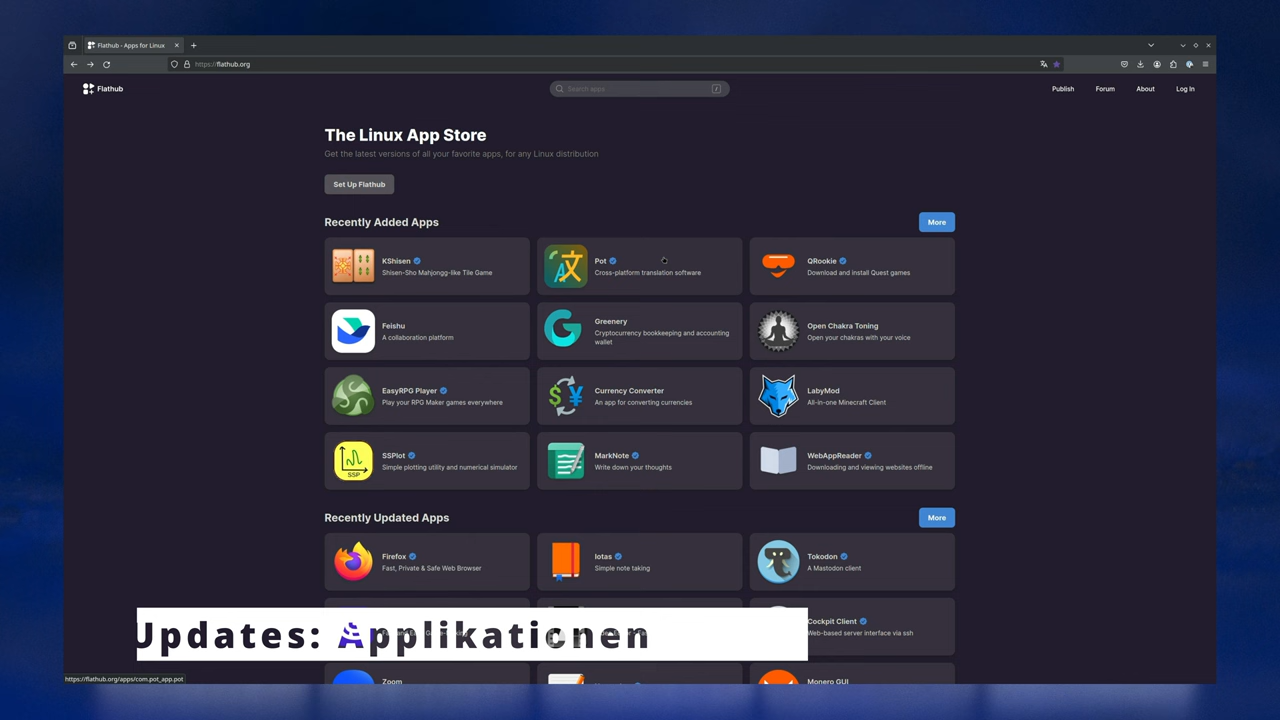 Flathub - Apps for Linux
https://flathub.org
Flathub
Search apps
/
Publish
Forum
About
Log In
The Linux App Store
Get the latest versions of all your favorite apps, for any Linux distribution
Set Up Flathub
Recently Added Apps
More
KShisen
Shisen-Sho Mahjongg-like Tile Game
Pot
Cross-platform translation software
QRookie
Download and install Quest games
Feishu
A collaboration platform
Greenery
Cryptocurrency bookkeeping and accounting
wallet
Open Chakra Toning
Open your chakras with your voice
EasyRPG Player
Play your RPG Maker games everywhere
Currency Converter
An app for converting currencies
LabyMod
All-in-one Minecraft Client
SSPlot
Simple plotting utility and numerical simulator
SSP
MarkNote
Write down your thoughts
WebAppReader
Downloading and viewing websites offline
Recently Updated Apps
More
Firefox
Fast, Private & Safe Web Browser
Iotas
Simple note taking
Tokodon
A Mastodon client
Cockpit Client
Web-based server interface via ssh
Updates: Applikationen
Zoom
Monero GUI
https://flathub.org/apps/com.pot_app.pot